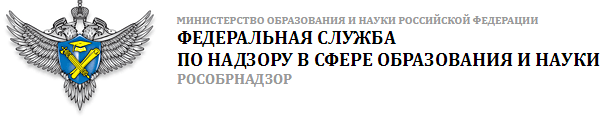 МИНИСТЕРСТВО ОБРАЗОВАНИЯ И НАУКИ РОССИЙСКОЙ ФЕДЕРАЦИИ
ФЕДЕРАЛЬНАЯ СЛУЖБА
ПО НАДЗОРУ В СФЕРЕ ОБРАЗОВАНИЯ И НАУКИ
РОСОБРНАДЗОР